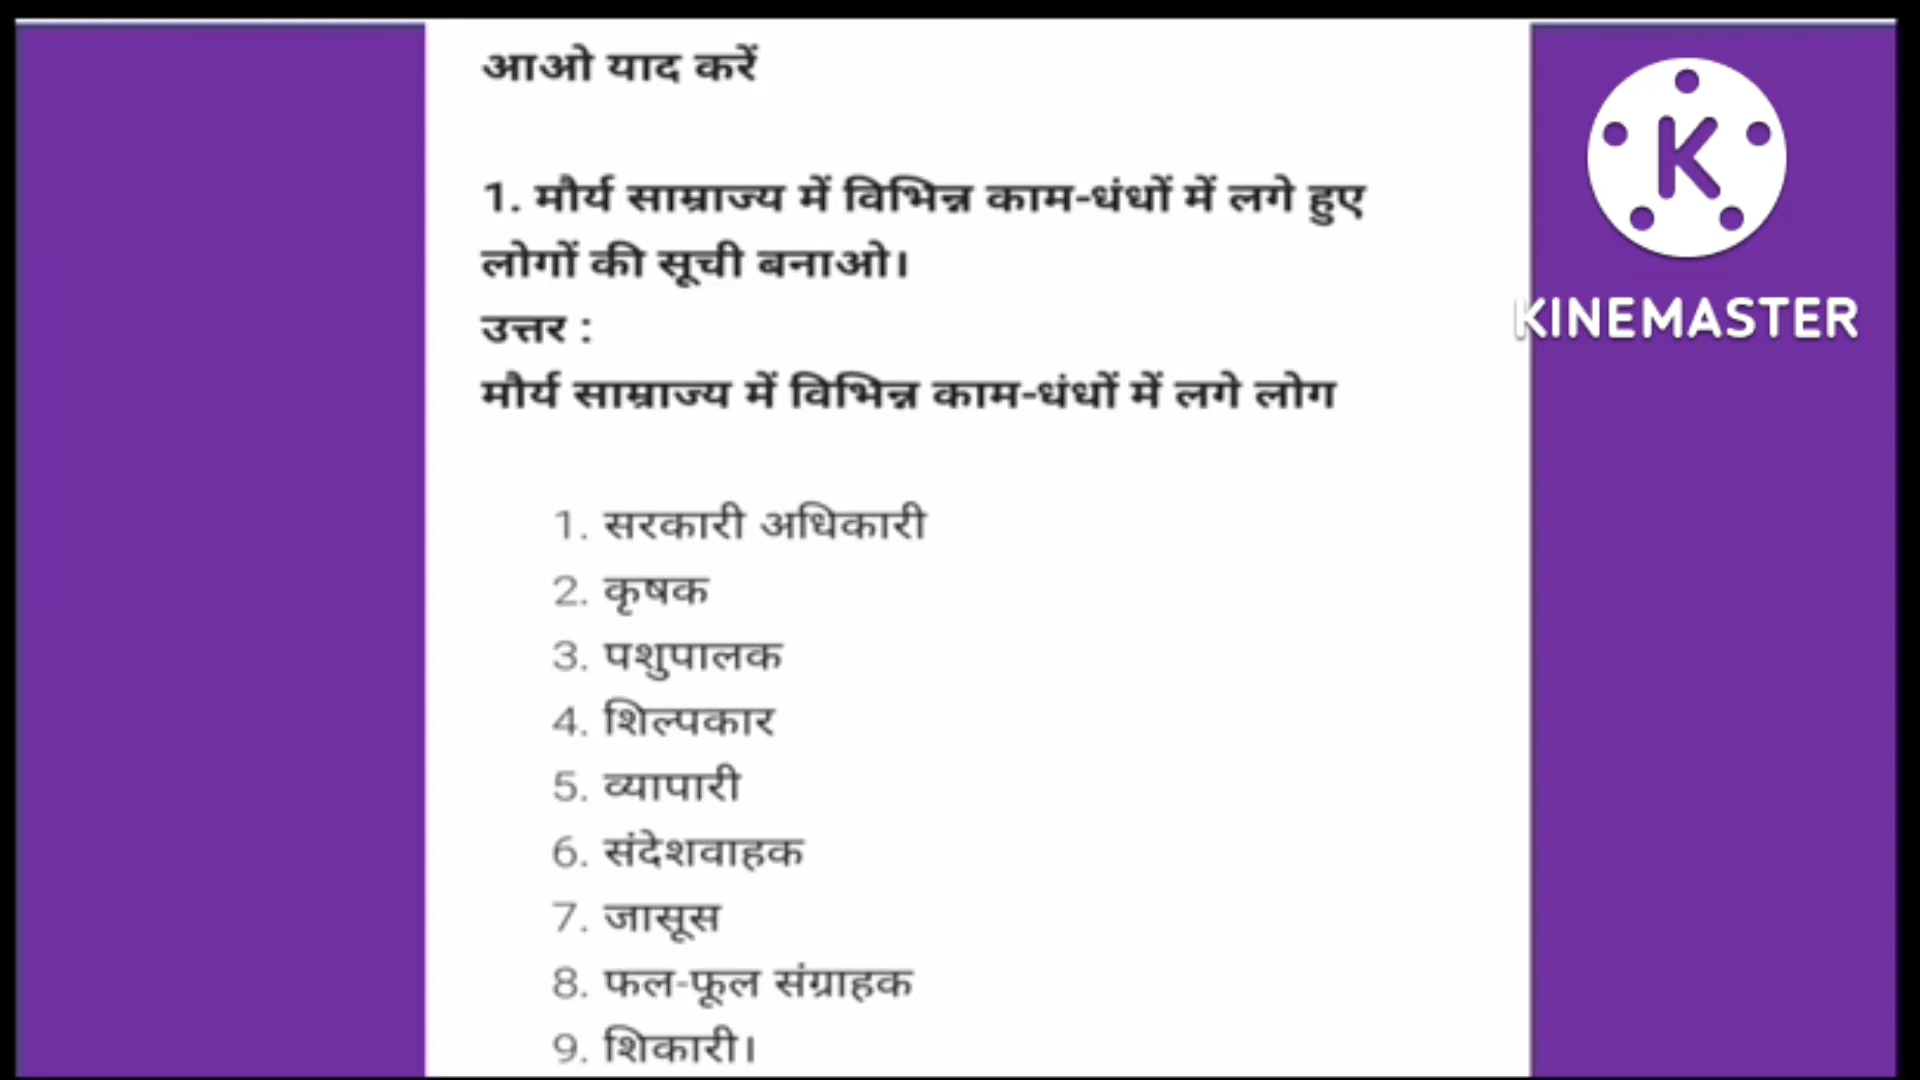 आओ याद करें
1. मौर्य साम्राज्य में विभिन्न काम-धंधों में लगे हुए
लोगों की सूची बनाओ।
उत्तर :
मौर्य साम्राज्य में विभिन्न काम-धंधों में लगे लोग
1. सरकारी अधिकारी
2. कृषक
3. पशुपालक
4. शिल्पकार
5. व्यापारी
6. संदेशवाहक
7. जासूस
8. फल-फूल संग्राहक
9. शिकारी।
K
KINEMASTER